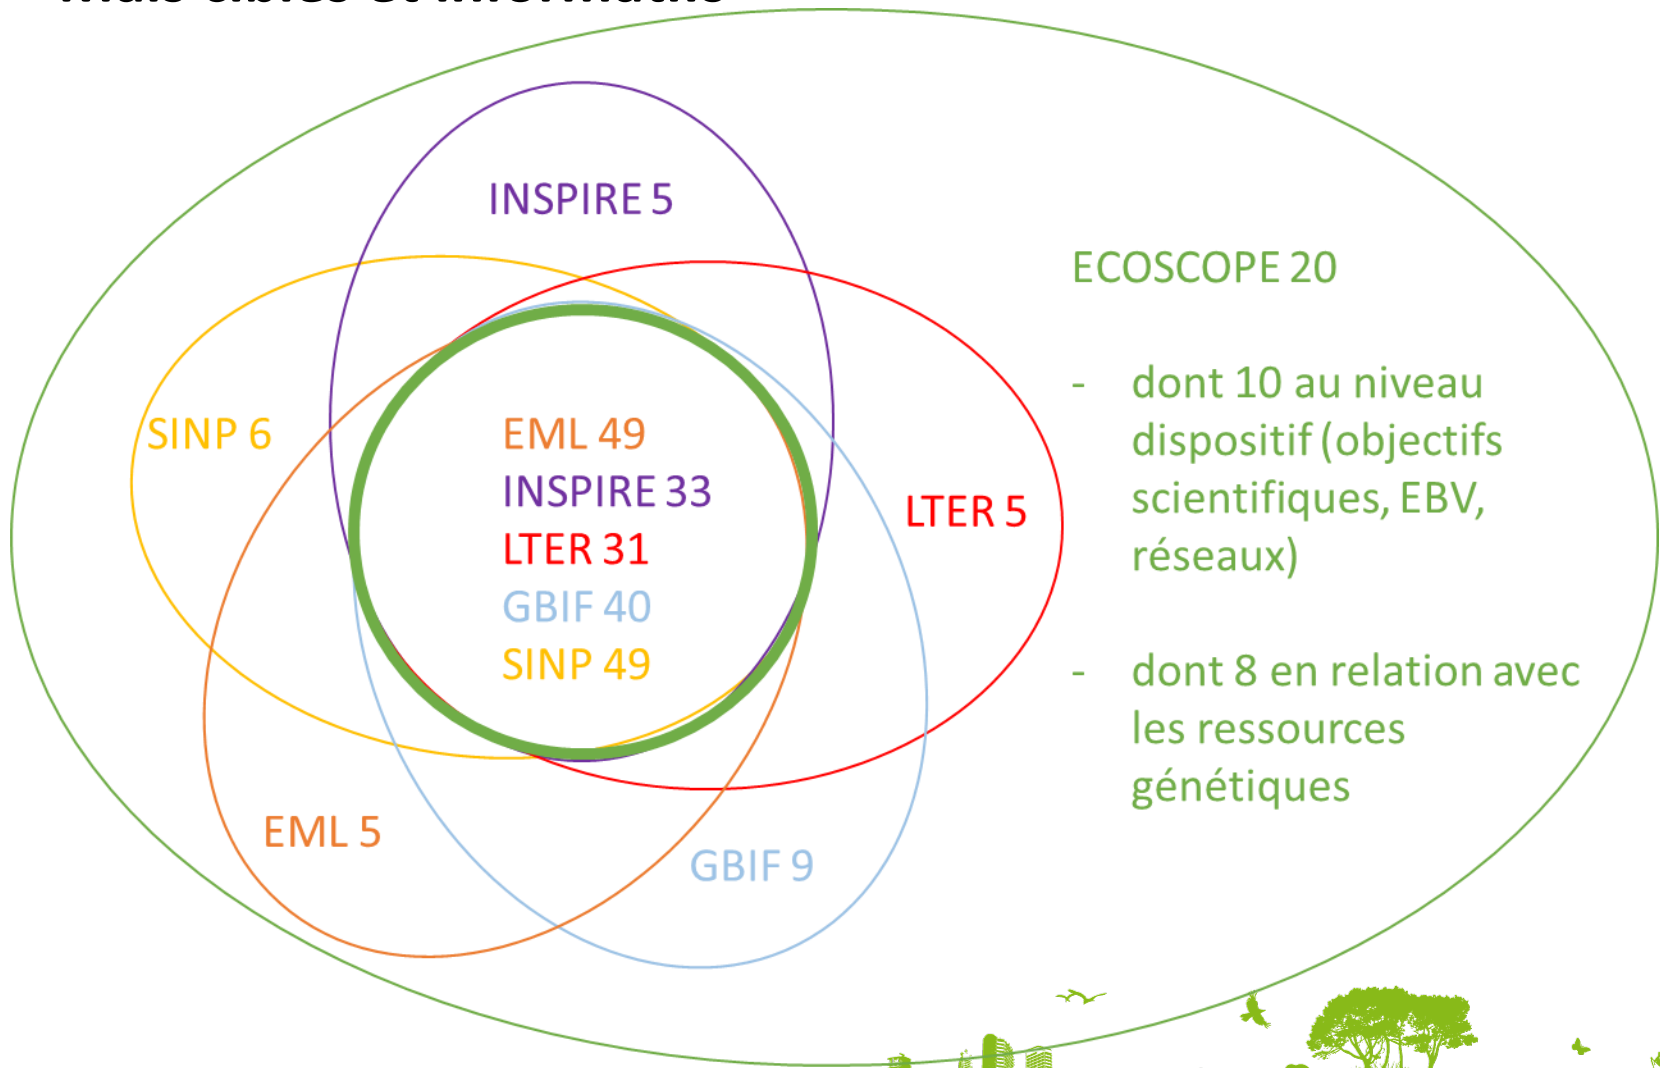 INSPIRE 5
ECOSCOPE 20
- dont 10 au niveau
dispositif (objectifs
scientifiques, EBV,
réseaux)
- dont 8 en relation avec
les ressources
génétiques
SINP 6
EML 49
INSPIRE 33
LTER 31
GBIF 40
SINP 49
LTER 5
EML 5
GBIF 9